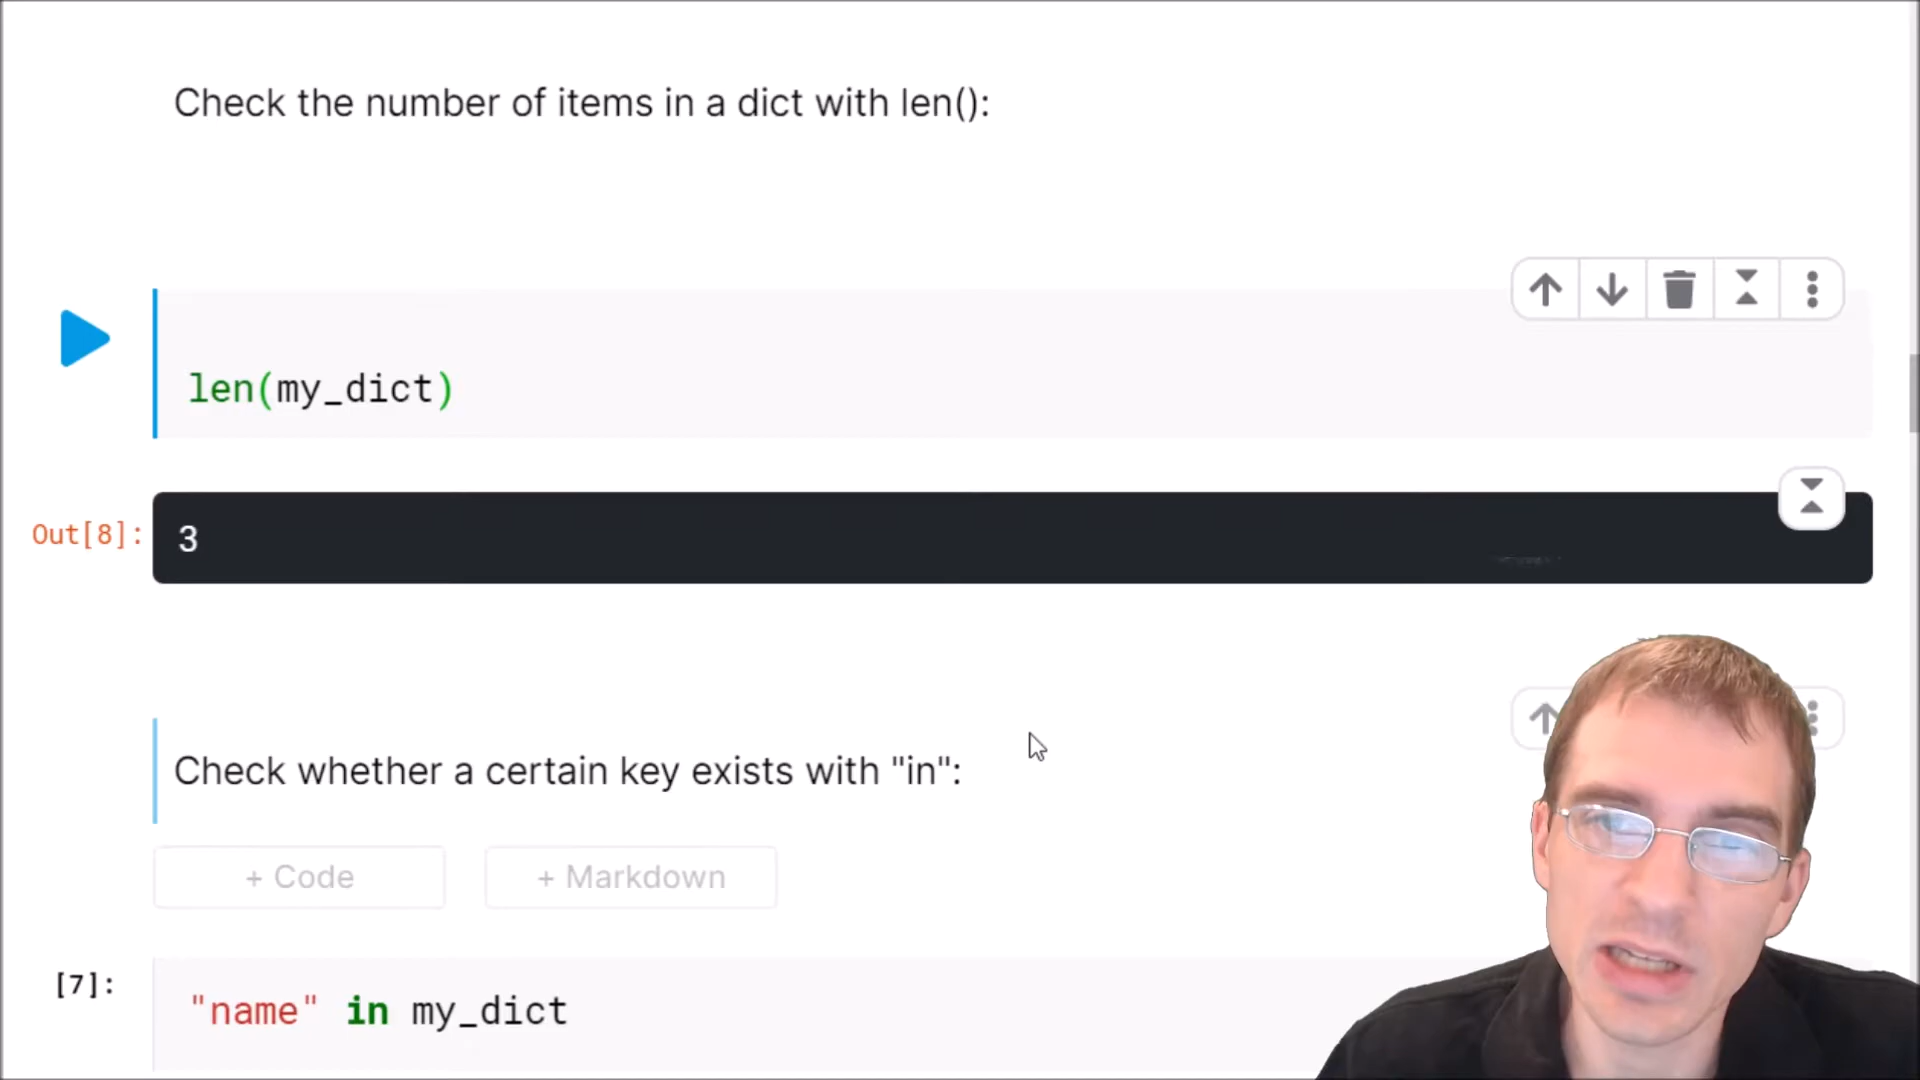 Check the number of items in a dict with len():
len(my_dict)
Out[8]:
3
Check whether a certain key exists with "in":
+ Code
+ Markdown
[7]:
"name" in my_dict